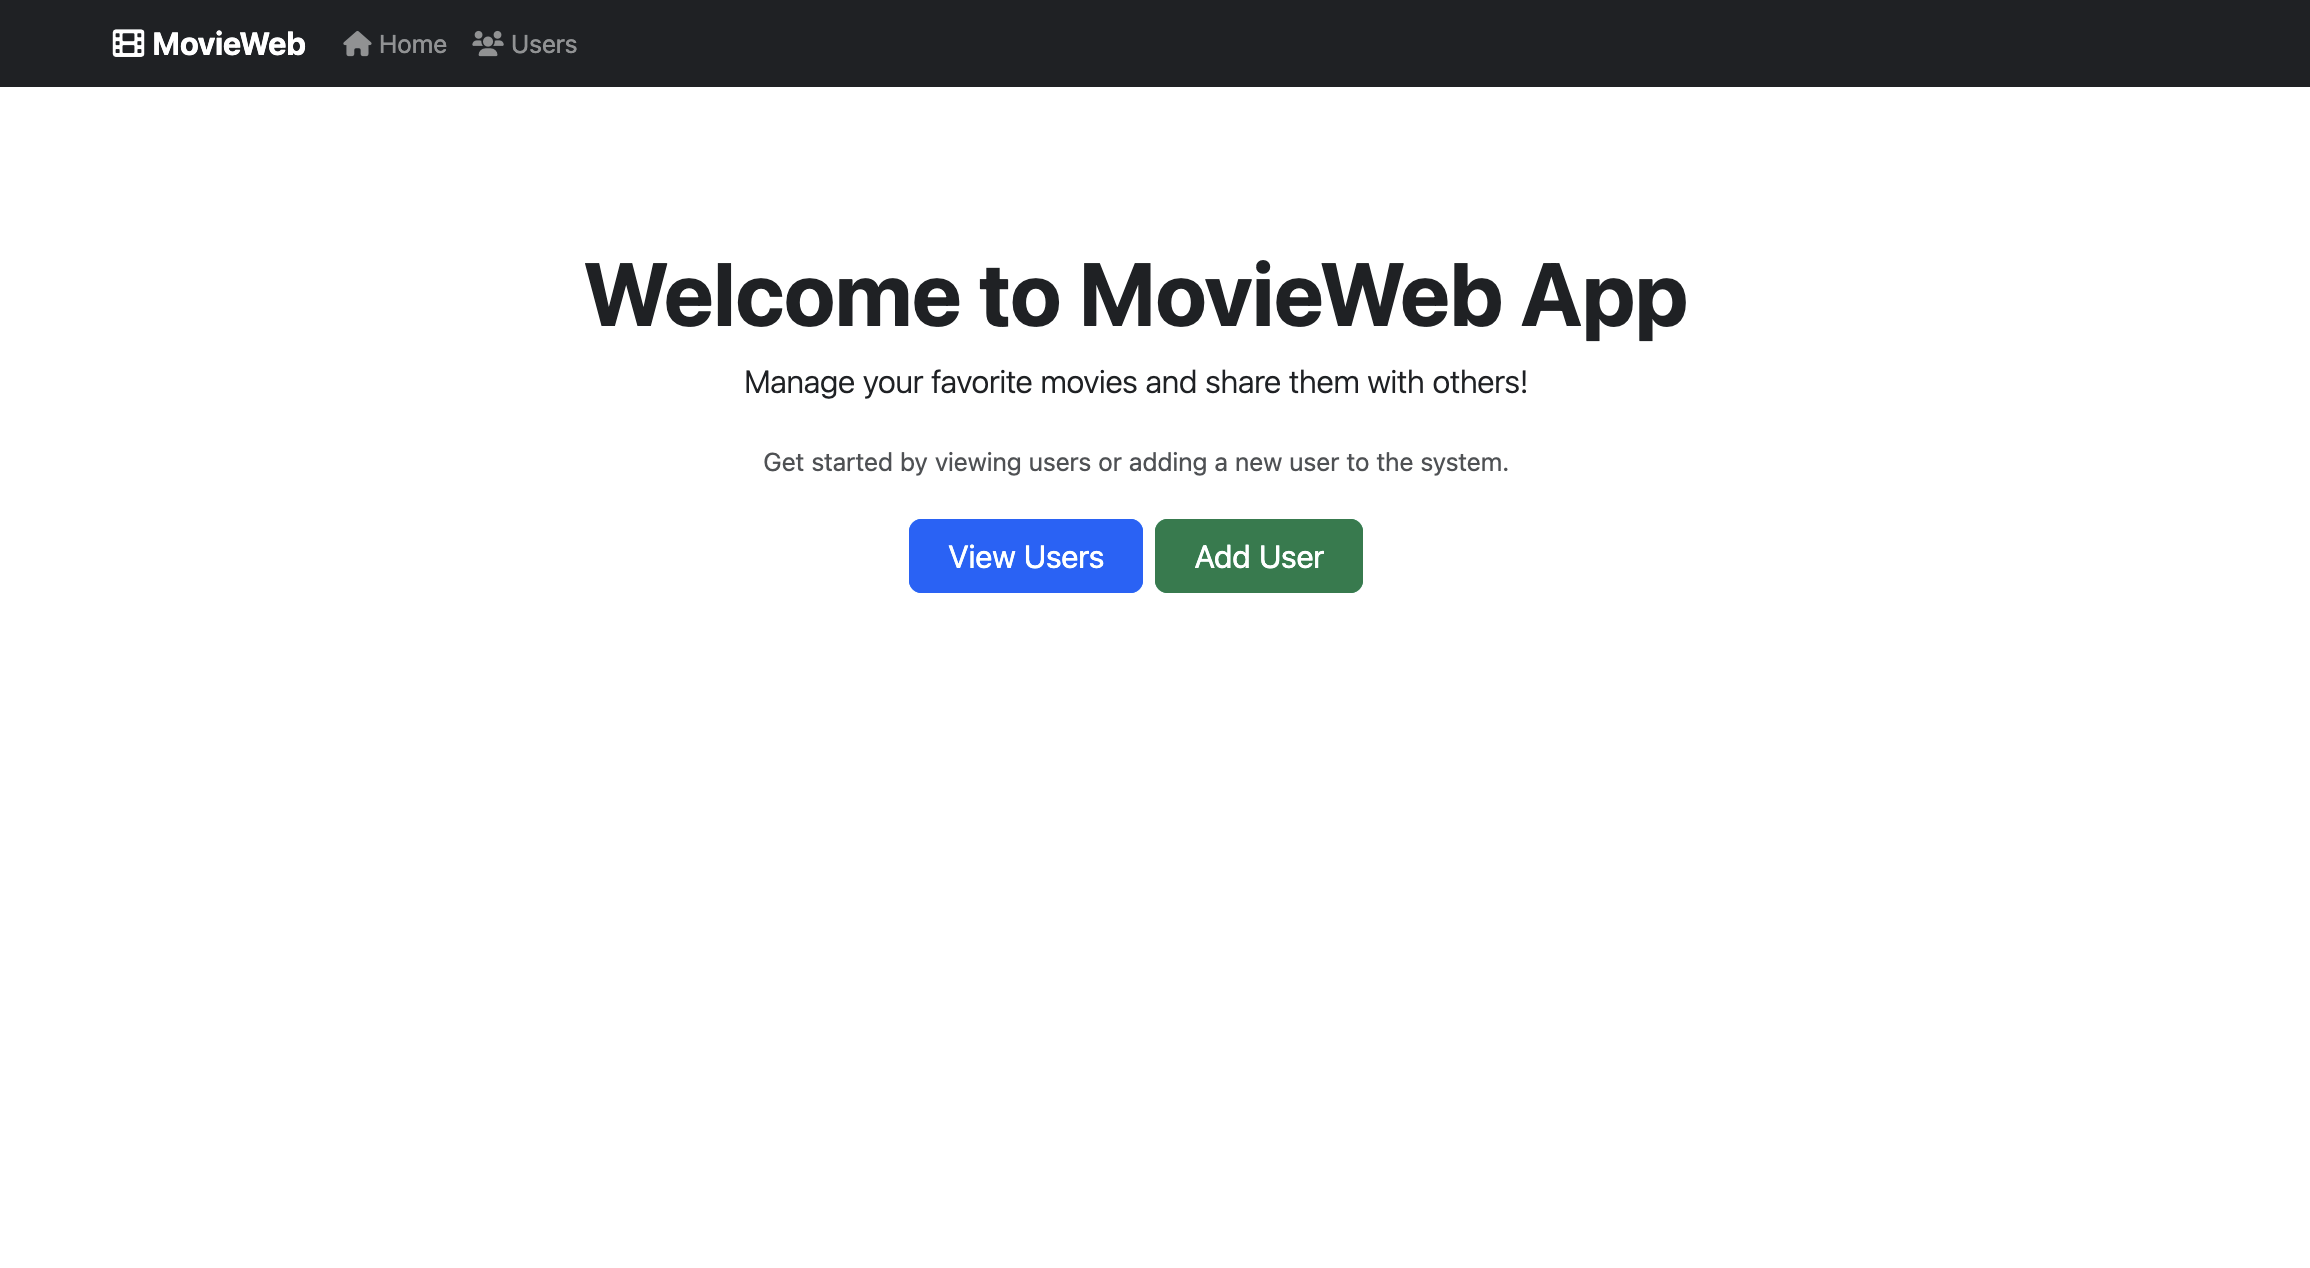 MovieWeb Home Users
Welcome to MovieWeb App
Manage your favorite movies and share them with others!
Get started by viewing users or adding a new user to the system.
View Users Add User